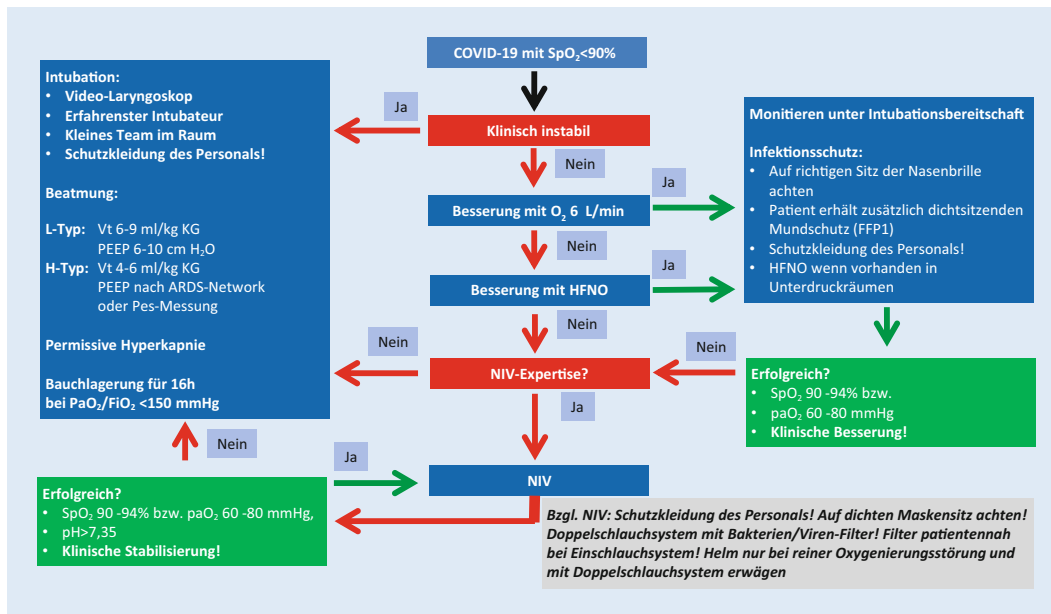 COVID-19 mit SpO₂<90%
Ja
Klinisch instabil
Nein
Intubation:
• Video-Laryngoskop
• Erfahrenster Intubateur
• Kleines Team im Raum
• Schutzkleidung des Personals!
Beatmung:
L-Typ: Vt 6-9 ml/kg KG
PEEP 6-10 cm H₂O
H-Typ: Vt 4-6 ml/kg KG
PEEP nach ARDS-Network
oder Pes-Messung
Permissive Hyperkapnie
Bauchlagerung für 16h
bei PaO₂/FiO₂ <150 mmHg
Besserung mit O₂ 6 L/min
Ja
Nein
Besserung mit HFNO
Ja
Nein
Monitieren unter Intubationsbereitschaft
Infektionsschutz:
• Auf richtigen Sitz der Nasenbrille
achten
• Patient erhält zusätzlich dichtsitzenden
Mundschutz (FFP1)
• Schutzkleidung des Personals!
• HFNO wenn vorhanden in
Unterdruckräumen
Nein
NIV-Expertise?
Nein
Ja
Erfolgreich?
• SpO₂ 90 -94% bzw.
• paO₂ 60 -80 mmHg
• Klinische Besserung!
Nein
Ja
NIV
Erfolgreich?
• SpO₂ 90 -94% bzw. paO₂ 60 -80 mmHg,
• pH>7,35
• Klinische Stabilisierung!
Bzgl. NIV: Schutzkleidung des Personals! Auf dichten Maskensitz achten!
Doppelschlauchsystem mit Bakterien/Viren-Filter! Filter patientennah
bei Einschlauchsystem! Helm nur bei reiner Oxygenierungsstörung und
mit Doppelschlauchsystem erwägen